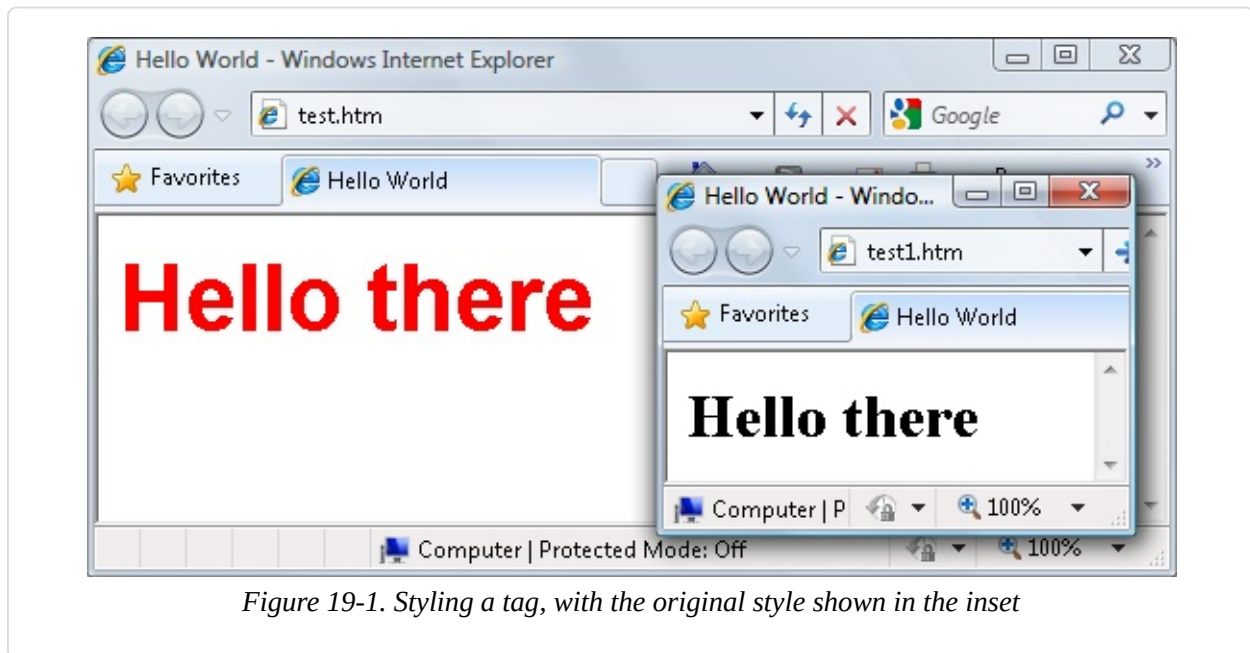 Hello World - Windows Internet Explorer
test.htm
Google
Favorites
Hello World
»
Hello there
Computer | Protected Mode: Off
100%
Hello World - Windo...
test1.htm
Favorites
Hello World
Hello there
Computer | P
100%
Figure 19-1. Styling a tag, with the original style shown in the inset